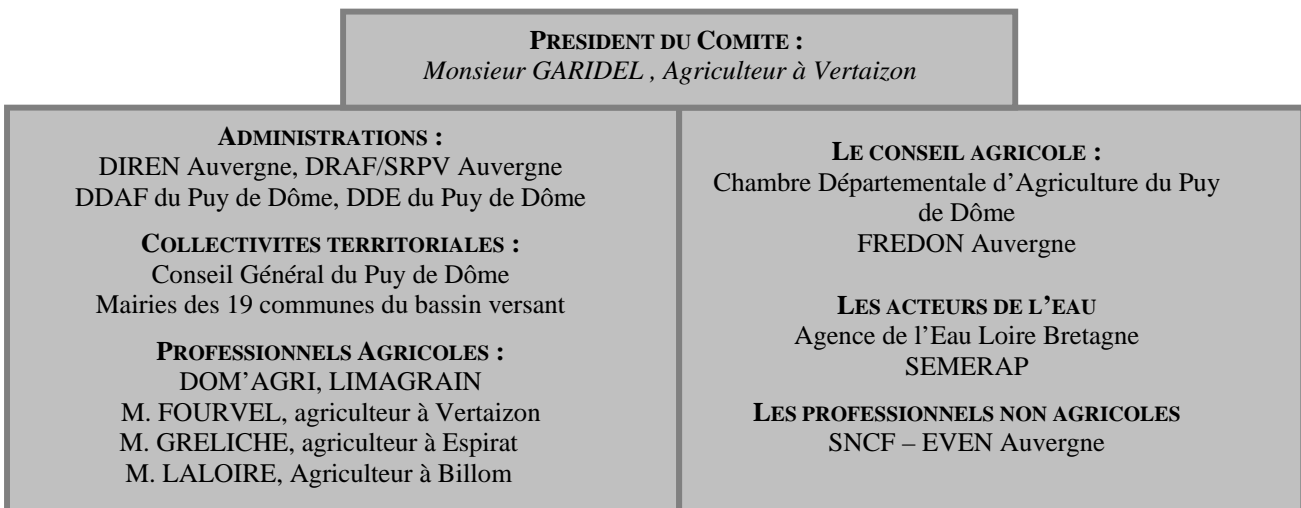 PRESIDENT DU COMITE :
Monsieur GARIDEL , Agriculteur à Vertaizon
ADMINISTRATIONS :
DIREN Auvergne, DRAF/SRPV Auvergne
DDAF du Puy de Dôme, DDE du Puy de Dôme
COLLECTIVITES TERRITORIALES :
Conseil Général du Puy de Dôme
Mairies des 19 communes du bassin versant
PROFESSIONNELS AGRICOLES :
DOM’AGRI, LIMAGRAIN
M. FOURVEL, agriculteur à Vertaizon
M. GRELICHE, agriculteur à Espirat
M. LALOIRE, Agriculteur à Billom
LE CONSEIL AGRICOLE :
Chambre Départementale d’Agriculture du Puy
de Dôme
FREDON Auvergne
LES ACTEURS DE L’EAU
Agence de l’Eau Loire Bretagne
SEMERAP
LES PROFESSIONNELS NON AGRICOLES
SNCF – EVEN Auvergne